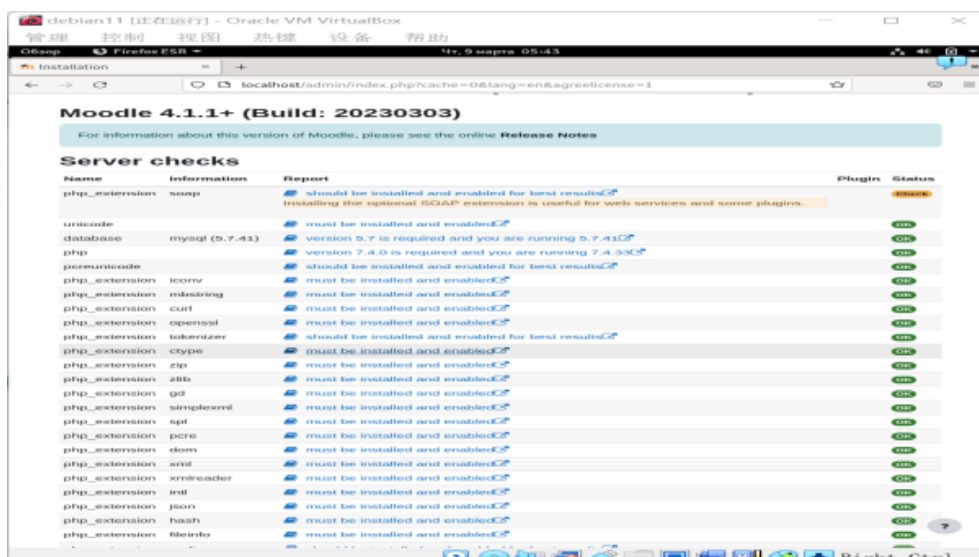 debian11 [正在运行] - Oracle VM VirtualBox
管理 控制 视图 热键 设备 帮助
Обзор Firefox ESR Чт, 9 марта 05:43
Installation
localhost/admin/index.php?cache=0&lang=en&agreelicense=1
Moodle 4.1.1+ (Build: 20230303)
For information about this version of Moodle, please see the online Release Notes
Server checks
Name Information Report Plugin Status
php_extension soap should be installed and enabled for best results Check
Installing the optional SOAP extension is useful for web services and some plugins.
unicode must be installed and enabled OK
database mysql (5.7.41) version 5.7 is required and you are running 5.7.41 OK
php version 7.4.0 is required and you are running 7.4.33 OK
pcreunicode should be installed and enabled for best results OK
php_extension iconv must be installed and enabled OK
php_extension mbstring must be installed and enabled OK
php_extension curl must be installed and enabled OK
php_extension openssl must be installed and enabled OK
php_extension tokenizer should be installed and enabled for best results OK
php_extension ctype must be installed and enabled OK
php_extension zip must be installed and enabled OK
php_extension zlib must be installed and enabled OK
php_extension gd must be installed and enabled OK
php_extension simplexml must be installed and enabled OK
php_extension spl must be installed and enabled OK
php_extension pcre must be installed and enabled OK
php_extension dom must be installed and enabled OK
php_extension xml must be installed and enabled OK
php_extension xmlreader must be installed and enabled OK
php_extension intl must be installed and enabled OK
php_extension json must be installed and enabled OK
php_extension hash must be installed and enabled OK
php_extension fileinfo must be installed and enabled OK
?
Right Ctrl